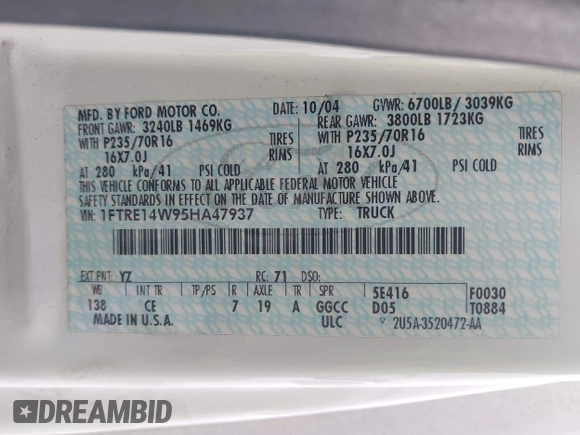 MFD. BY FORD MOTOR CO. DATE: 10/04 GVWR: 6700LB/ 3039KG
FRONT GAWR: 3240LB 1469KG REAR GAWR: 3800LB 1723KG
WITH P235/70R16 TIRES WITH P235/70R16 TIRES
16X7.0J RIMS 16X7.0J RIMS
AT 280 kPa/41 PSI COLD AT 280 kPa/41 PSI COLD
THIS VEHICLE CONFORMS TO ALL APPLICABLE FEDERAL MOTOR VEHICLE
SAFETY STANDARDS IN EFFECT ON THE DATE OF MANUFACTURE SHOWN ABOVE.
VIN: 1FTRE14W95HA47937 TYPE: TRUCK
EXT PNT: YZ RC: 71 DSO:
WB INT TR TP/PS R AXLE TR SPR 5E416 F0030
138 CE 7 19 A GGCC D05 T0884
MADE IN U.S.A. ULC 2U5A-3520472-AA
DREAMBID